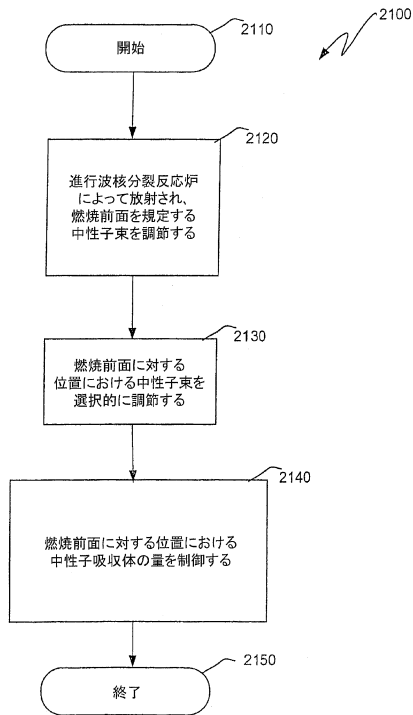 2100
2110
開始
2120
進行波核分裂反応炉
によって放射され、
燃焼前面を規定する
中性子束を調節する
2130
燃焼前面に対する
位置における中性子束を
選択的に調節する
2140
燃焼前面に対する位置における
中性子吸収体の量を制御する
2150
終了